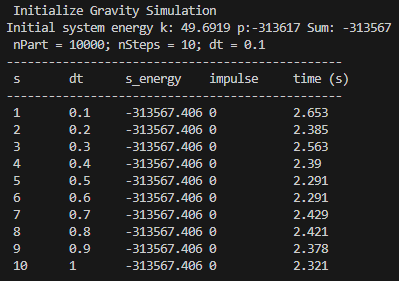 Initialize Gravity Simulation
Initial system energy k: 49.6919 p:-313617 Sum: -313567
nPart = 10000; nSteps = 10; dt = 0.1
------------------------------------------------
s dt s_energy impulse time (s)
------------------------------------------------
1 0.1 -313567.406 0 2.653
2 0.2 -313567.406 0 2.385
3 0.3 -313567.406 0 2.563
4 0.4 -313567.406 0 2.39
5 0.5 -313567.406 0 2.291
6 0.6 -313567.406 0 2.291
7 0.7 -313567.406 0 2.429
8 0.8 -313567.406 0 2.421
9 0.9 -313567.406 0 2.378
10 1 -313567.406 0 2.321